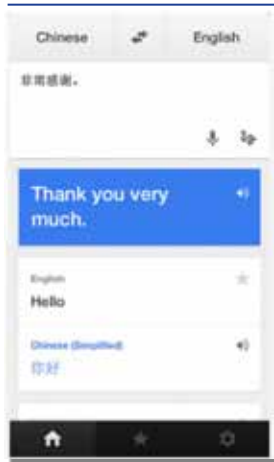 Chinese English
非常感谢。
Thank you very
much.
English
Hello
Chinese (Simplified)
你好